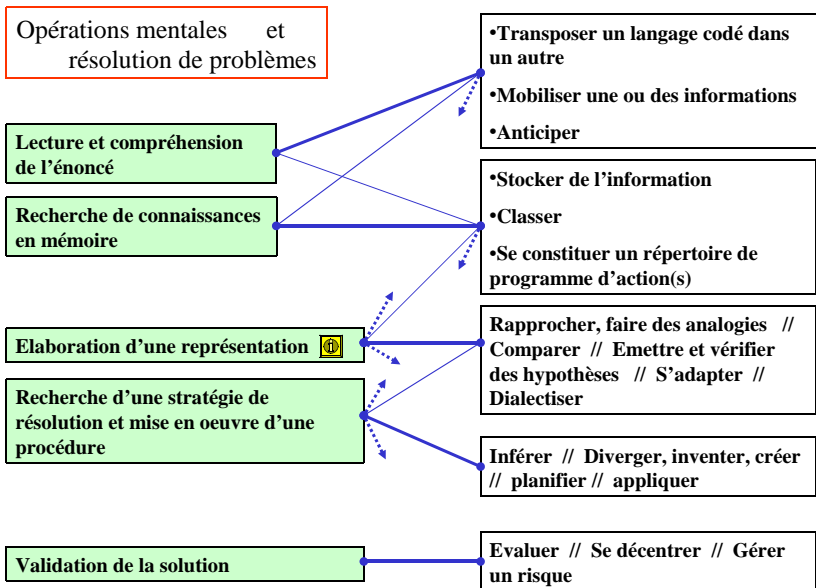 Opérations mentales et
résolution de problèmes
Lecture et compréhension
de l'énoncé
Recherche de connaissances
en mémoire
Elaboration d'une représentation
Recherche d'une stratégie de
résolution et mise en oeuvre d'une
procédure
Validation de la solution
•Transposer un langage codé dans
un autre
•Mobiliser une ou des informations
•Anticiper
•Stocker de l'information
•Classer
•Se constituer un répertoire de
programme d'action(s)
Rapprocher, faire des analogies //
Comparer // Emettre et vérifier
des hypothèses // S'adapter //
Dialectiser
Inférer // Diverger, inventer, créer
// planifier // appliquer
Evaluer // Se décentrer // Gérer
un risque